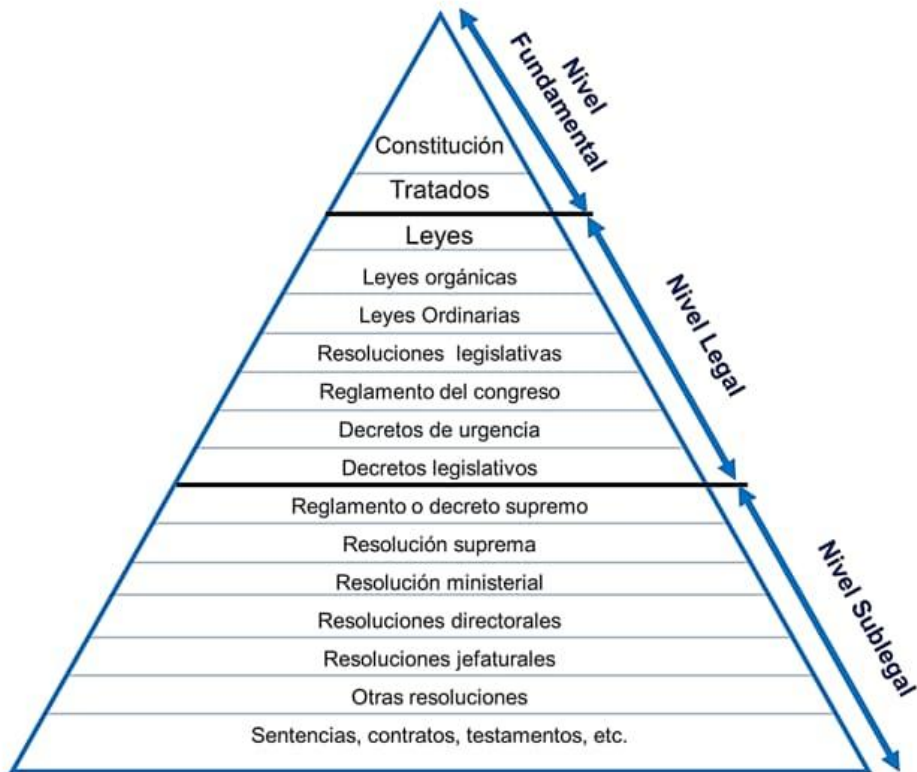 Nivel
Fundamental
Constitución
Tratados
Leyes
Leyes orgánicas
Leyes Ordinarias
Nivel Legal
Resoluciones legislativas
Reglamento del congreso
Decretos de urgencia
Decretos legislativos
Reglamento o decreto supremo
Resolución suprema
Nivel Sublegal
Resolución ministerial
Resoluciones directorales
Resoluciones jefaturales
Otras resoluciones
Sentencias, contratos, testamentos, etc.